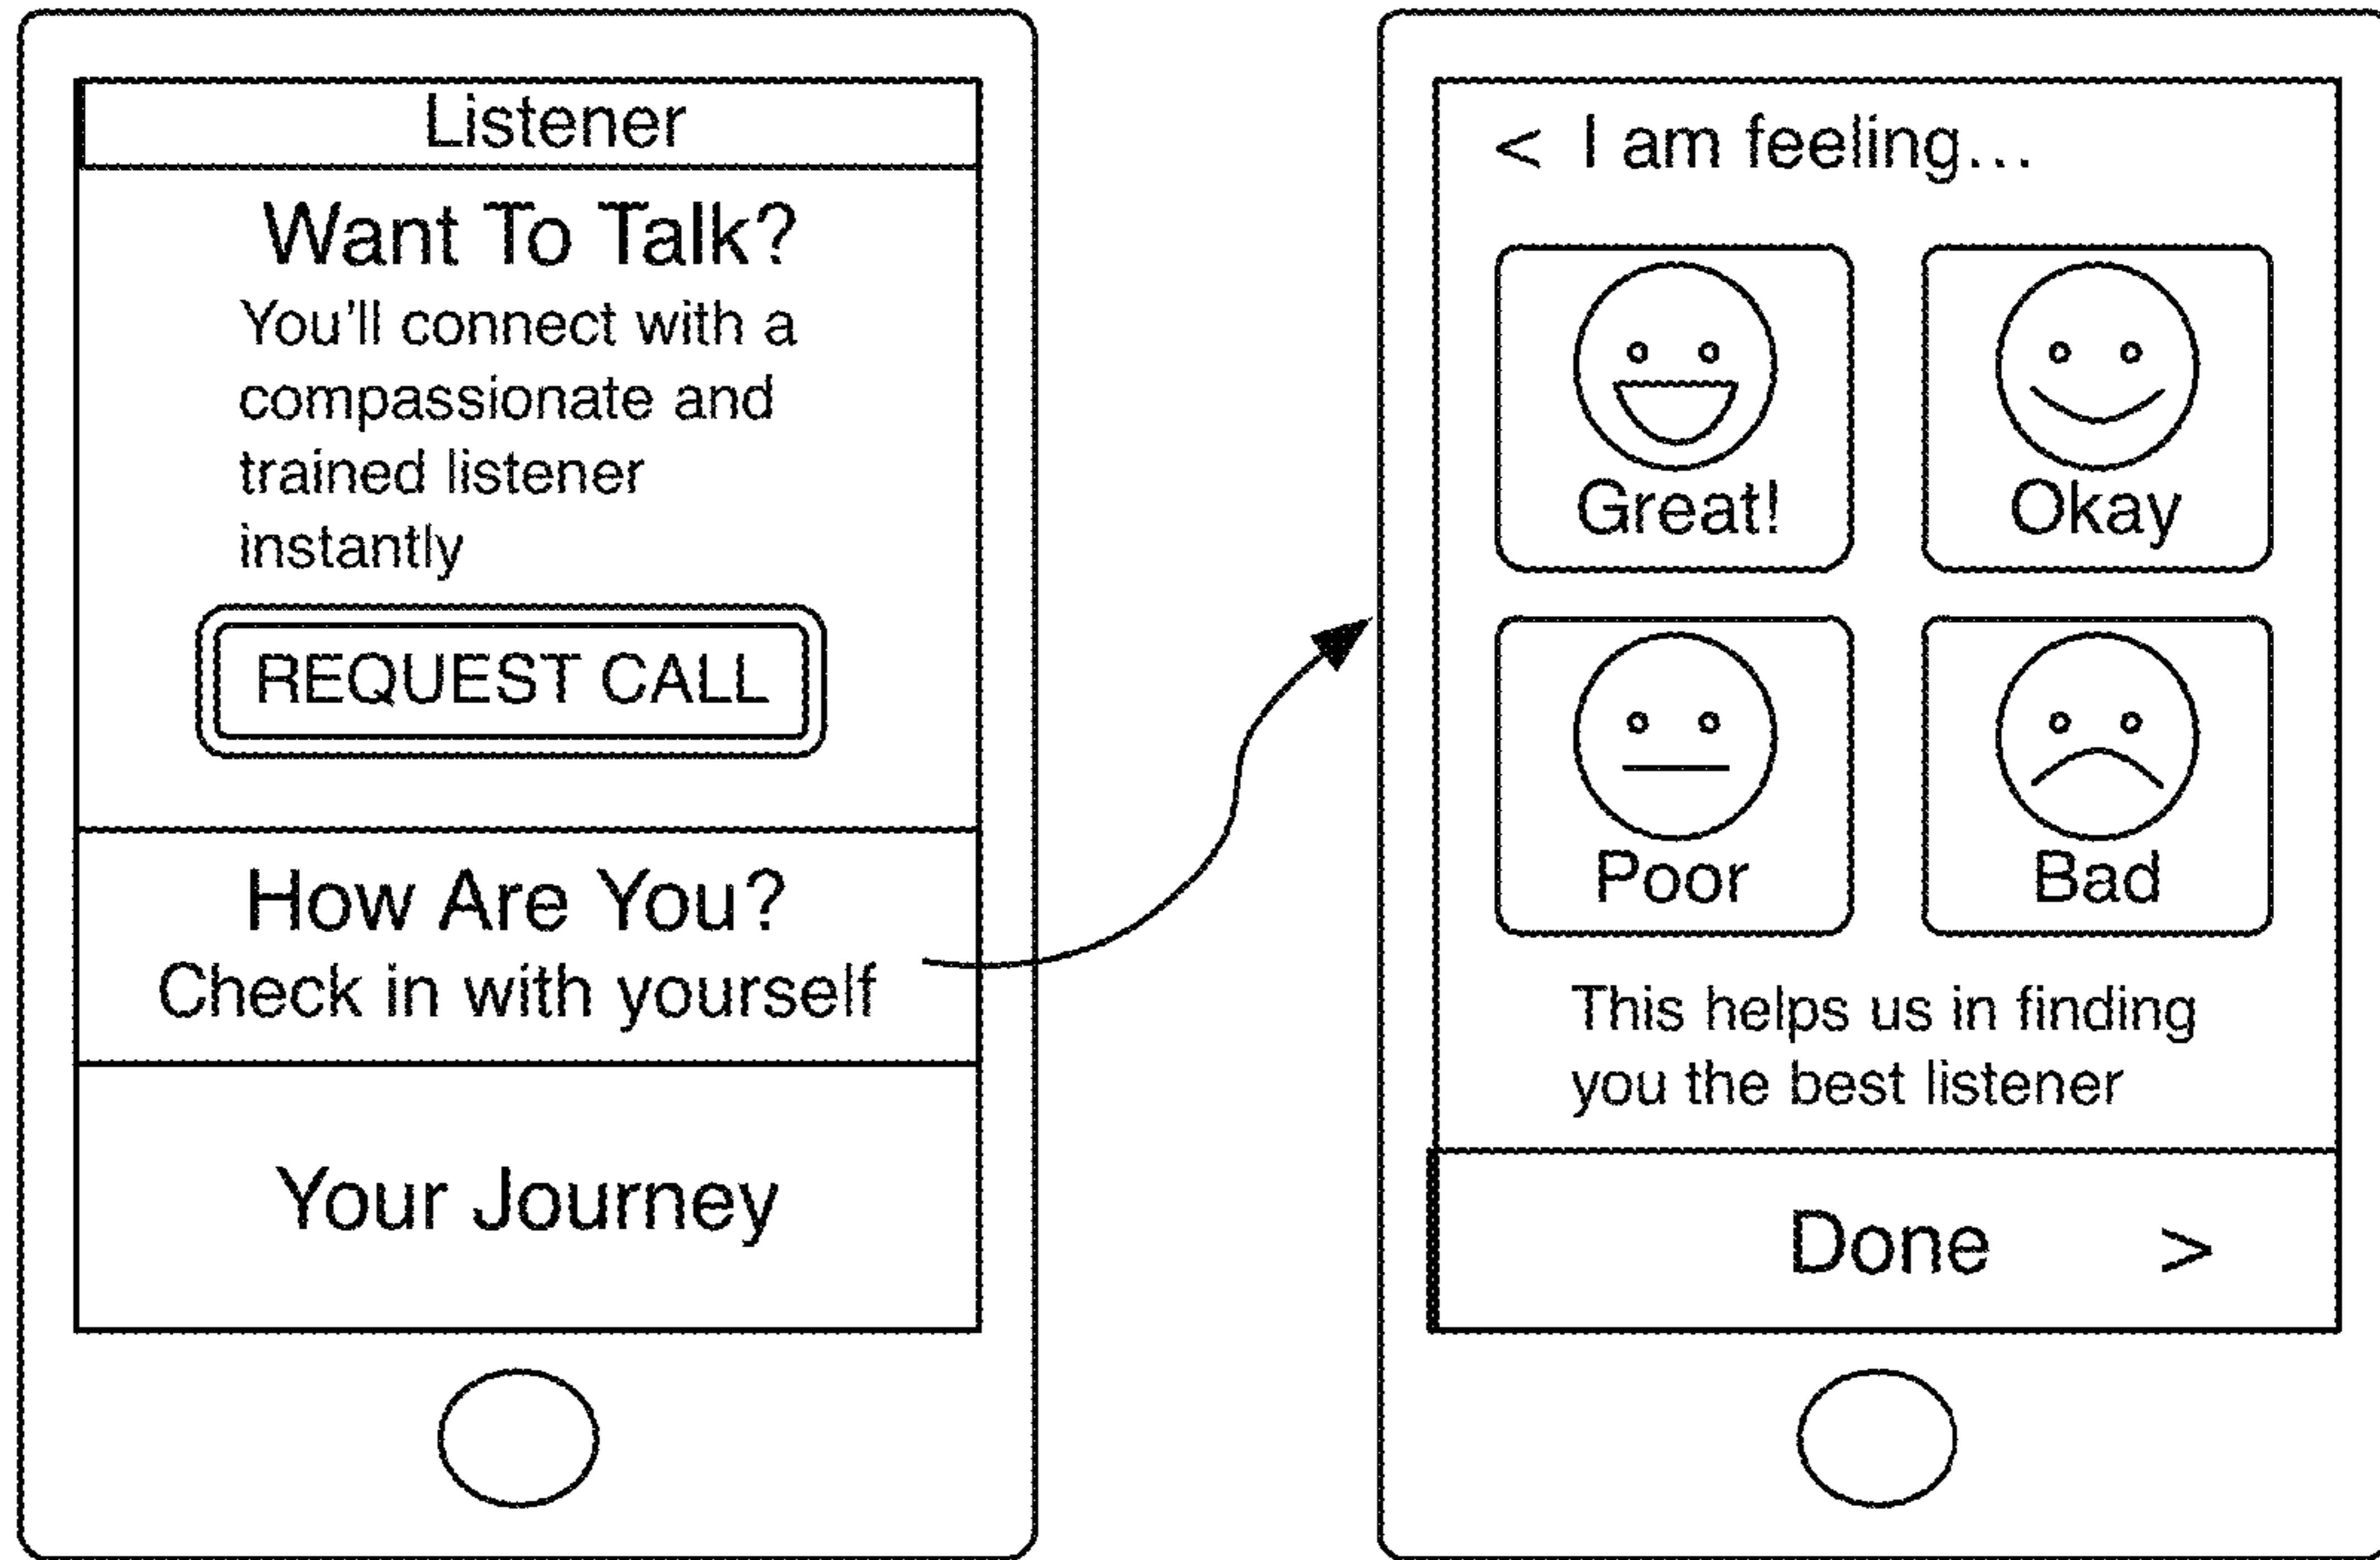 Listener
Want To Talk?
You'll connect with a
compassionate and
trained listener
instantly
REQUEST CALL
How Are You?
Check in with yourself
Your Journey
< I am feeling...
Great!
Okay
Poor
Bad
This helps us in finding
you the best listener
Done >